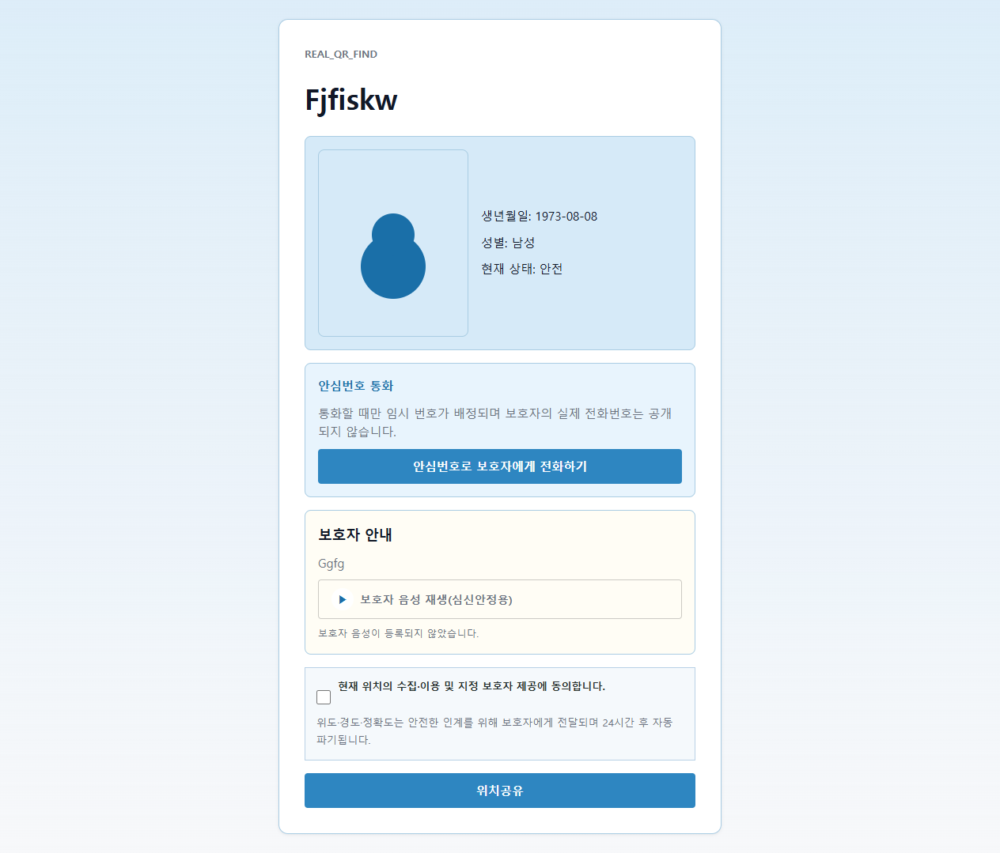 REAL_QR_FIND
Fjfiskw
생년월일: 1973-08-08
성별: 남성
현재 상태: 안전
안심번호 통화
통화할 때만 임시 번호가 배정되며 보호자의 실제 전화번호는 공개
되지 않습니다.
안심번호로 보호자에게 전화하기
보호자 안내
Ggfg
보호자 음성 재생(심신안정용)
보호자 음성이 등록되지 않았습니다.
현재 위치의 수집·이용 및 지정 보호자 제공에 동의합니다.
위도·경도·정확도는 안전한 인계를 위해 보호자에게 전달되며 24시간 후 자동
파기됩니다.
위치공유